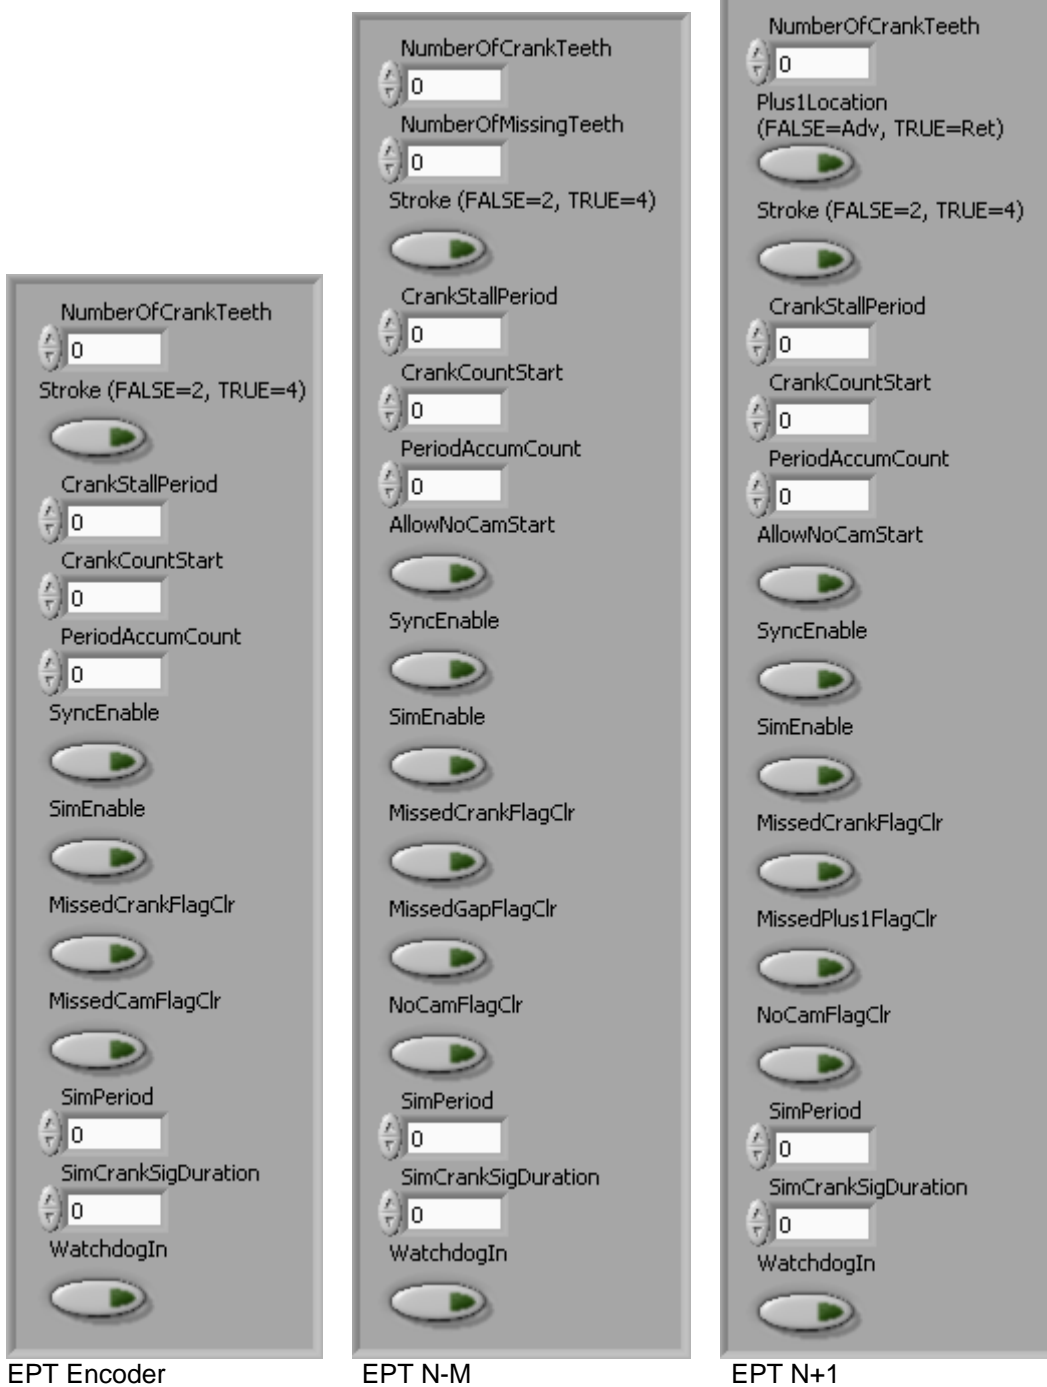 NumberOfCrankTeeth
0
Stroke (FALSE=2, TRUE=4)
CrankStallPeriod
0
CrankCountStart
0
PeriodAccumCount
0
SyncEnable
SimEnable
MissedCrankFlagClr
MissedCamFlagClr
SimPeriod
0
SimCrankSigDuration
0
WatchdogIn
EPT Encoder
NumberOfCrankTeeth
0
NumberOfMissingTeeth
0
Stroke (FALSE=2, TRUE=4)
CrankStallPeriod
0
CrankCountStart
0
PeriodAccumCount
0
AllowNoCamStart
SyncEnable
SimEnable
MissedCrankFlagClr
MissedGapFlagClr
NoCamFlagClr
SimPeriod
0
SimCrankSigDuration
0
WatchdogIn
EPT N-M
NumberOfCrankTeeth
0
Plus1Location
(FALSE=Adv, TRUE=Ret)
Stroke (FALSE=2, TRUE=4)
CrankStallPeriod
0
CrankCountStart
0
PeriodAccumCount
0
AllowNoCamStart
SyncEnable
SimEnable
MissedCrankFlagClr
MissedPlus1FlagClr
NoCamFlagClr
SimPeriod
0
SimCrankSigDuration
0
WatchdogIn
EPT N+1